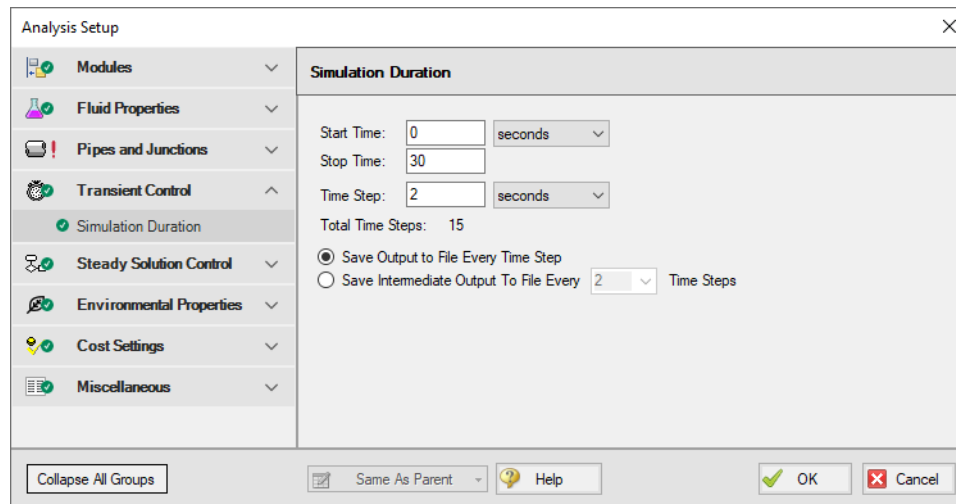 Analysis Setup
Modules
Fluid Properties
Pipes and Junctions
Transient Control
Simulation Duration
Steady Solution Control
Environmental Properties
Cost Settings
Miscellaneous
Simulation Duration
Start Time: 0 seconds
Stop Time: 30
Time Step: 2 seconds
Total Time Steps: 15
Save Output to File Every Time Step
Save Intermediate Output To File Every 2 Time Steps
Collapse All Groups
Same As Parent
Help
OK
Cancel